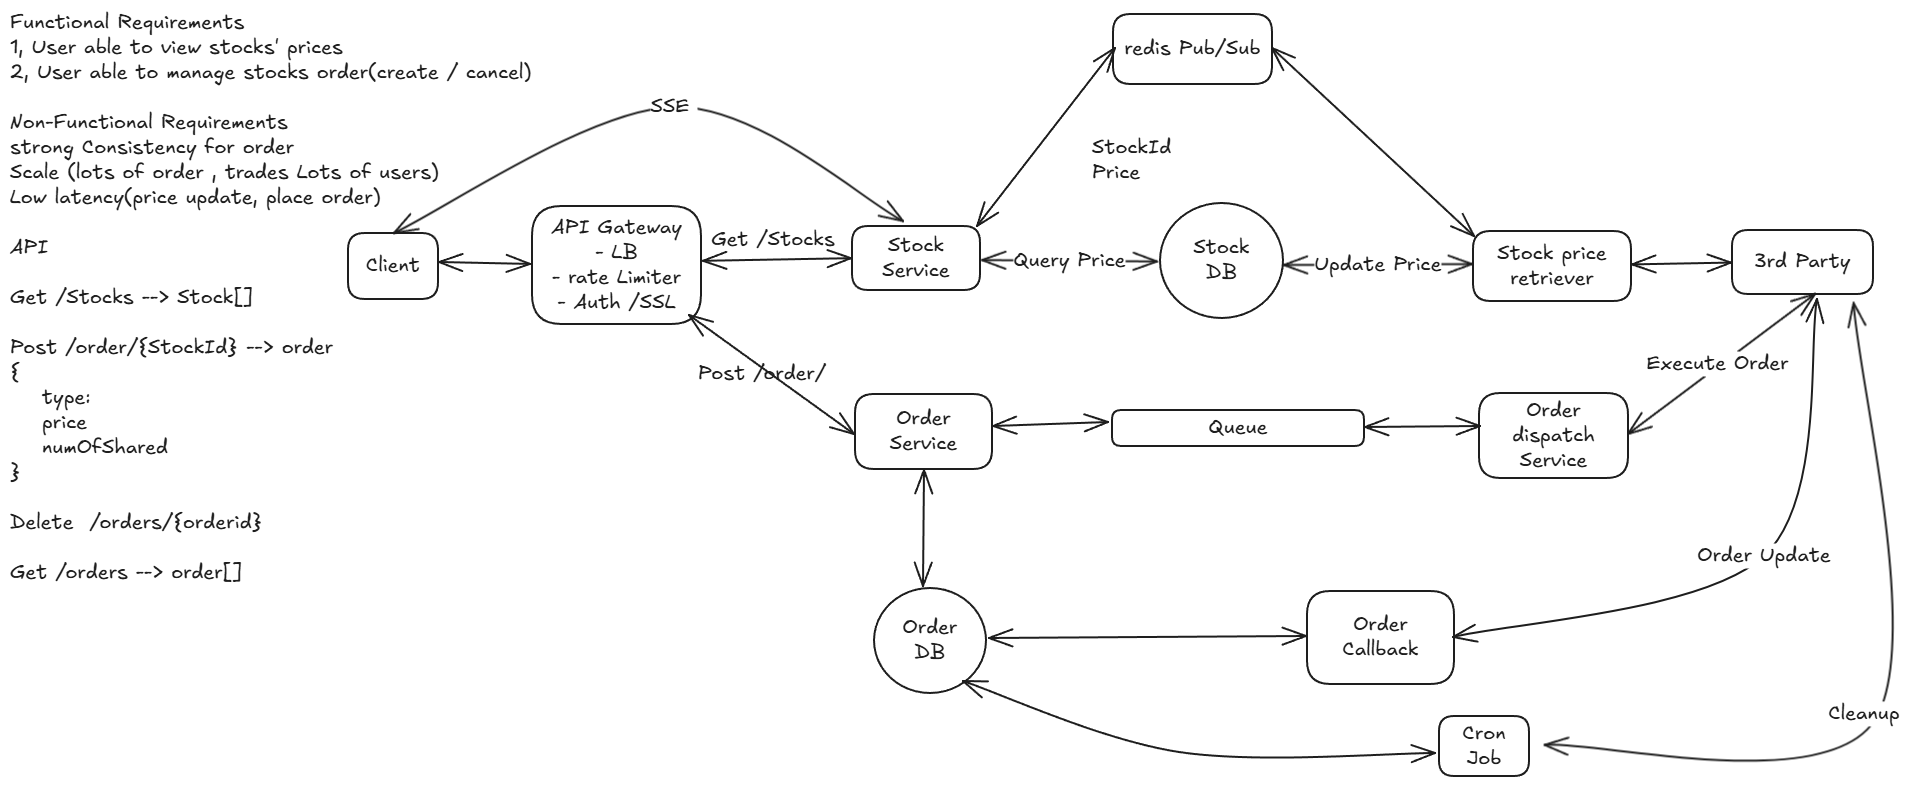 Functional Requirements
1, User able to view stocks' prices
2, User able to manage stocks order(create / cancel)
Non-Functional Requirements
strong Consistency for order
Scale (lots of order , trades Lots of users)
Low latency(price update, place order)
API
Get /Stocks --> Stock[]
Post /order/{StockId} --> order
{
type:
price
numOfShared
}
Delete  /orders/{orderid}
Get /orders --> order[]
SSE
Client
API Gateway
- LB
- rate Limiter
- Auth /SSL
Get /Stocks
Stock
Service
redis Pub/Sub
StockId
Price
Query Price
Stock
DB
Update Price
Stock price
retriever
3rd Party
Post /order/
Order
Service
Queue
Order
dispatch
Service
Execute Order
Order
DB
Order
Callback
Order Update
Cron
Job
Cleanup